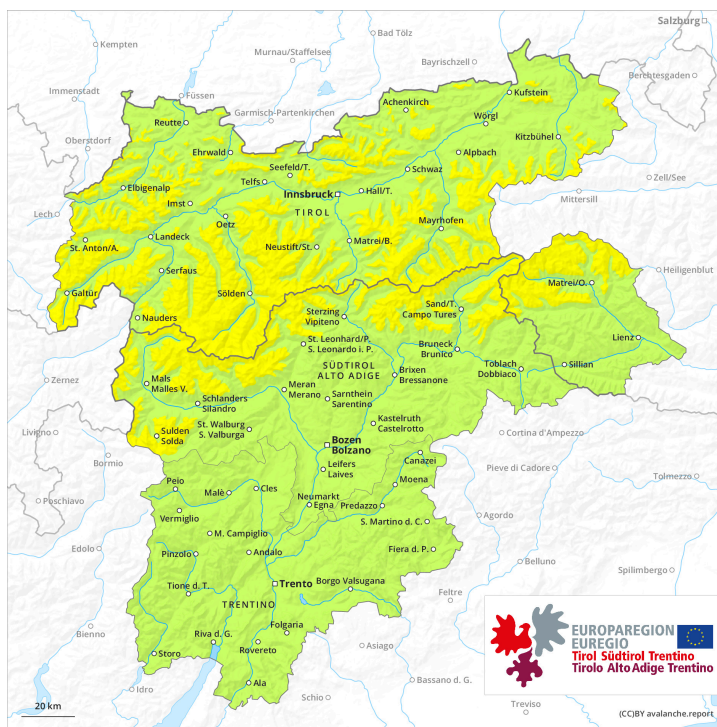 Salzburg
Kempten
Bad Tölz
Murnau/Staffelsee
Bayrischzell
Berchtesgaden
Immenstadt
Füssen
Garmisch-Partenkirchen
Achenkirch
Kufstein
Reutte
Wörgl
Oberstdorf
Kitzbühel
Ehrwald
Seefeld/T.
Alpbach
Telfs
Schwaz
Zell/See
Elbigenalp
Innsbruck
Hall/T.
Mittersill
Imst
TIROL
Lech
Oetz
Mayrhofen
St. Anton/A.
Landeck
Neustift/St.
Matrei/B.
Serfaus
Heiligenblut
Galtür
Sölden
Matrei/O.
Nauders
Sterzing
Vipiteno
Sand/T.
Campo Tures
St. Leonhard/P.
S. Leonardo i. P.
Bruneck
Brunico
Lienz
Zernez
Mals
Malles V.
SÜDTIROL
ALTO ADIGE
Brixen
Bressanone
Toblach
Dobbiaco
Sillian
Meran
Merano
Schlanders
Silandro
Sarnthein
Sarentino
St. Walburg
S. Valburga
Kastelruth
Castelrotto
Livigno
Sulden
Solda
Cortina d'Ampezzo
Bozen
Bolzano
Bormio
Canazei
Pieve di Cadore
Leifers
Laives
Tolmezzo
Peio
Malè
Cles
Moena
Poschiavo
Neumarkt
Egna
Predazzo
Vermiglio
Agordo
S. Martino d. C.
M. Campiglio
Edolo
Pinzolo
Andalo
Fiera d. P.
Belluno
Spilimbergo
Tione d. T.
Trento
Borgo Valsugana
Feltre
TRENTINO
Folgaria
Bienno
Riva d. G.
Rovereto
Asiago
Storo
Bassano d. G.
Idro
Ala
Schio
Treviso
20 km
EUROPAREGION
EUREGIO
Tirol Südtirol Trentino
Tirolo Alto Adige Trentino
(CC)BY avalanche.report